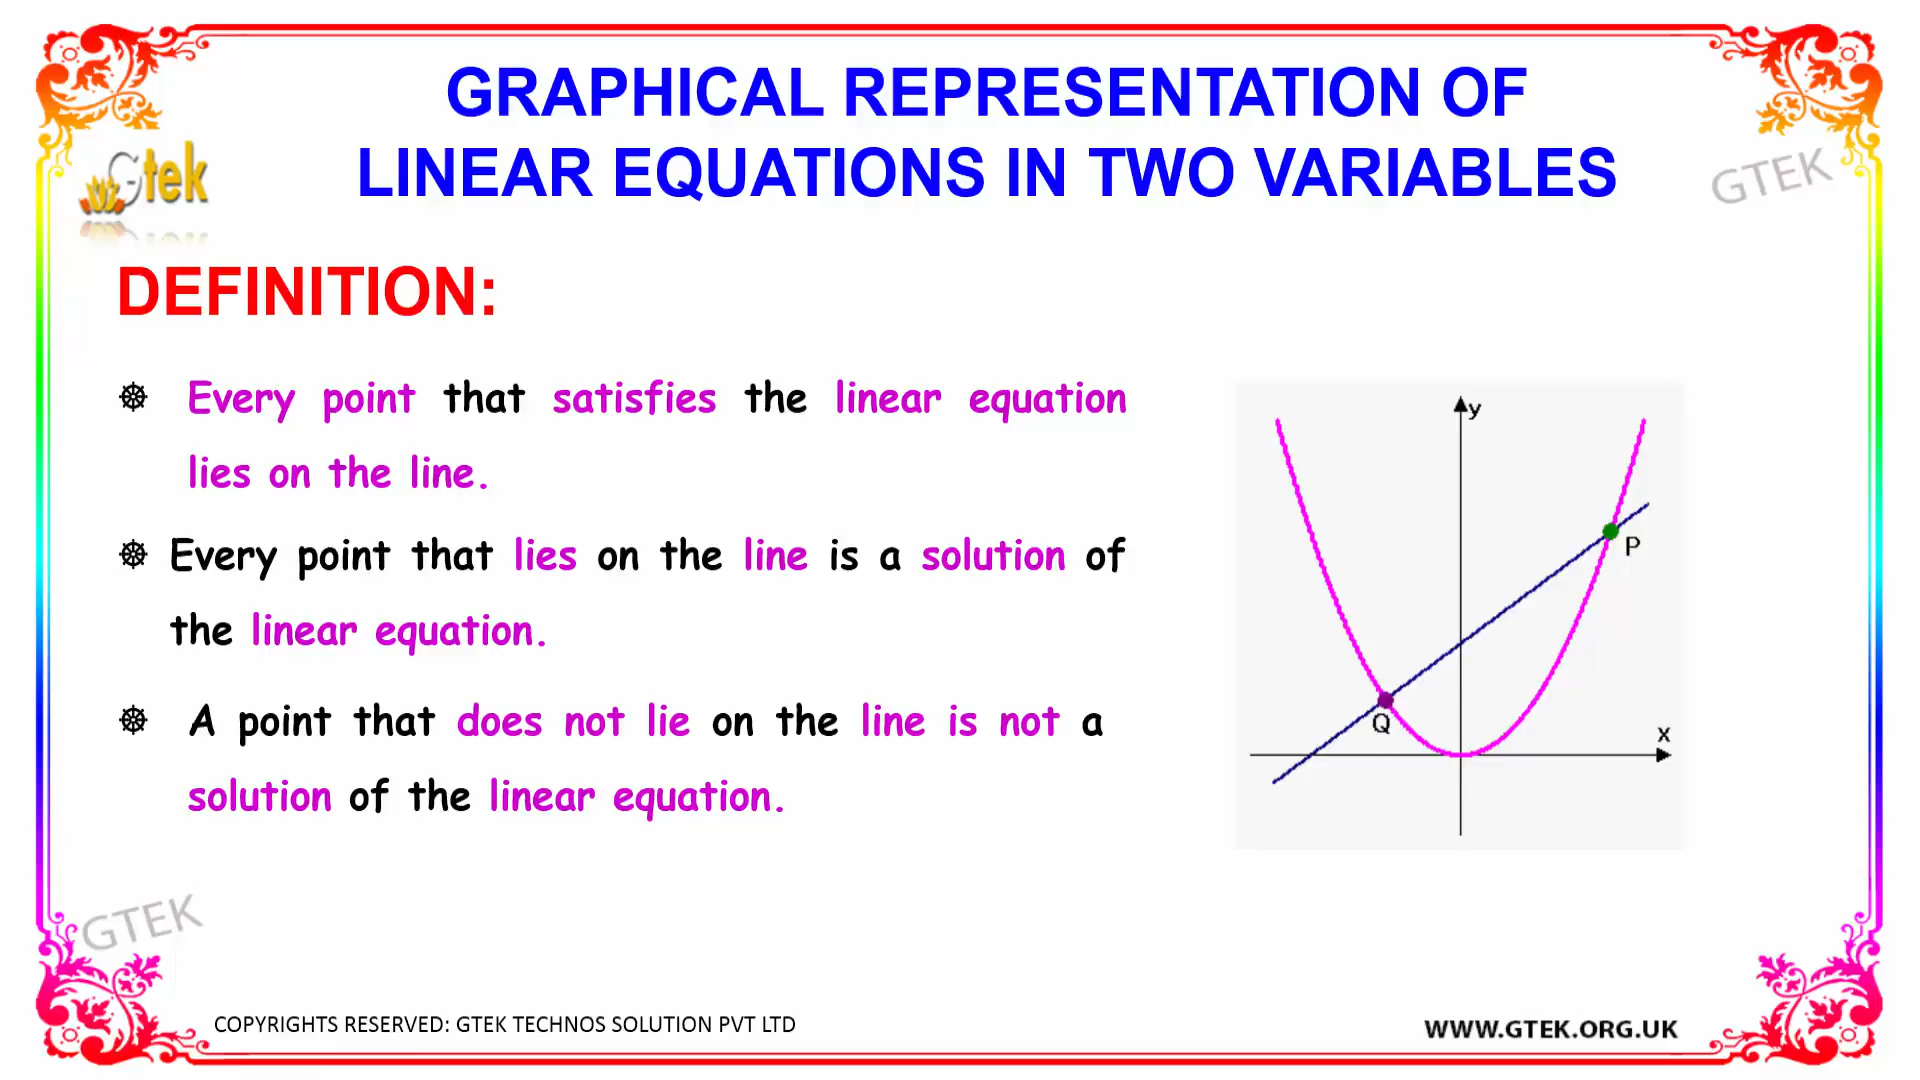 GRAPHICAL REPRESENTATION OF
LINEAR EQUATIONS IN TWO VARIABLES
Gtek
GTEK
DEFINITION:
Every point that satisfies the linear equation
lies on the line.
Every point that lies on the line is a solution of
the linear equation.
A point that does not lie on the line is not a
solution of the linear equation.
y
P
Q
x
GTEK
COPYRIGHTS RESERVED: GTEK TECHNOS SOLUTION PVT LTD
WWW.GTEK.ORG.UK